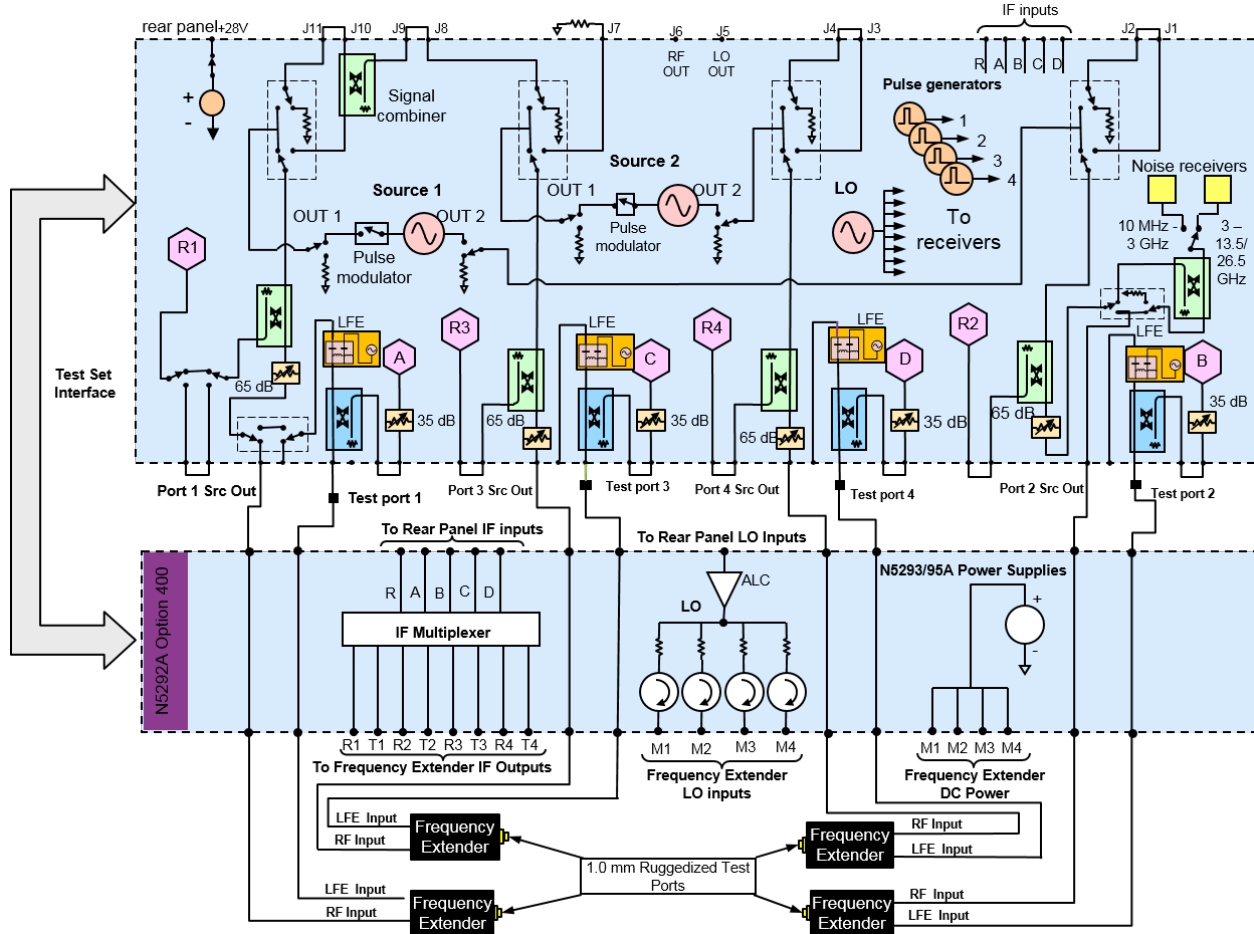 rear panel
+28V
J11
J10
J9
J8
J7
J6
J5
J4
J3
IF inputs
J2
J1
RF
OUT
LO
OUT
R
A
B
C
D
+
-
Signal
combiner
Pulse generators
1
2
3
4
To
receivers
Noise receivers
10 MHz -
3 GHz
3 –
13.5/
26.5
GHz
Source 1
OUT 1
OUT 2
Pulse
modulator
Source 2
OUT 1
OUT 2
Pulse
modulator
LO
Test Set
Interface
R1
LFE
A
65 dB
35 dB
R3
LFE
C
65 dB
35 dB
R4
D
65 dB
35 dB
R2
LFE
B
65 dB
35 dB
Port 1 Src Out
Test port 1
Port 3 Src Out
Test port 3
Port 4 Src Out
Test port 4
Port 2 Src Out
Test port 2
N5292A Option 400
To Rear Panel IF inputs
R
A
B
C
D
IF Multiplexer
R1
T1
R2
T2
R3
T3
R4
T4
To Frequency Extender IF Outputs
To Rear Panel LO Inputs
ALC
LO
M1
M2
M3
M4
Frequency Extender
LO inputs
N5293/95A Power Supplies
+
-
M1
M2
M3
M4
Frequency Extender
DC Power
LFE Input
RF Input
Frequency
Extender
LFE Input
RF Input
Frequency
Extender
1.0 mm Ruggedized Test
Ports
Frequency
Extender
RF Input
LFE Input
Frequency
Extender
RF Input
LFE Input